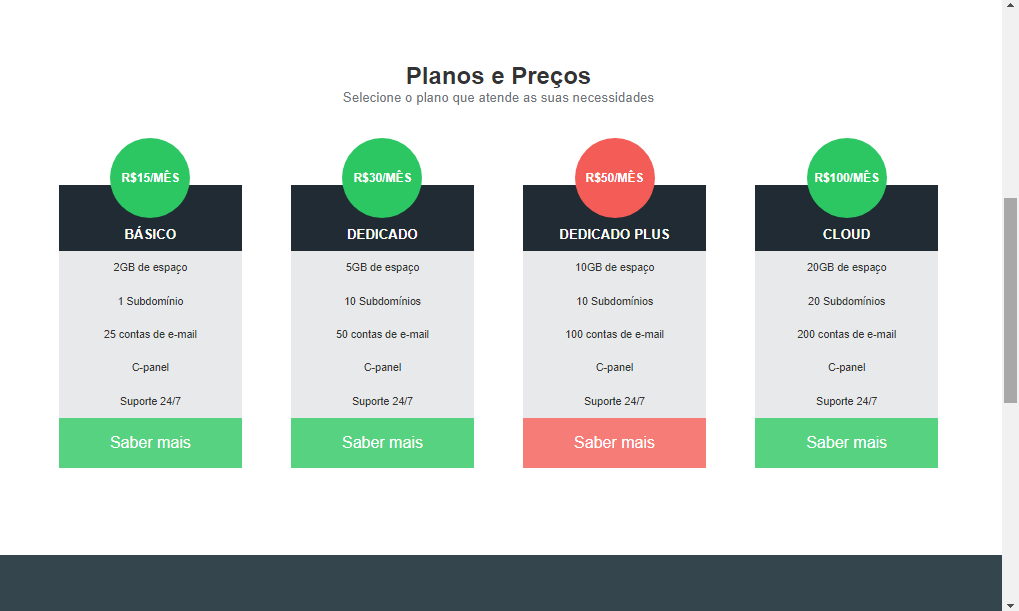 Planos e Preços
Selecione o plano que atende as suas necessidades
R$15/MÊS
BÁSICO
2GB de espaço
1 Subdomínio
25 contas de e-mail
C-panel
Suporte 24/7
Saber mais
R$30/MÊS
DEDICADO
5GB de espaço
10 Subdomínios
50 contas de e-mail
C-panel
Suporte 24/7
Saber mais
R$50/MÊS
DEDICADO PLUS
10GB de espaço
10 Subdomínios
100 contas de e-mail
C-panel
Suporte 24/7
Saber mais
R$100/MÊS
CLOUD
20GB de espaço
20 Subdomínios
200 contas de e-mail
C-panel
Suporte 24/7
Saber mais